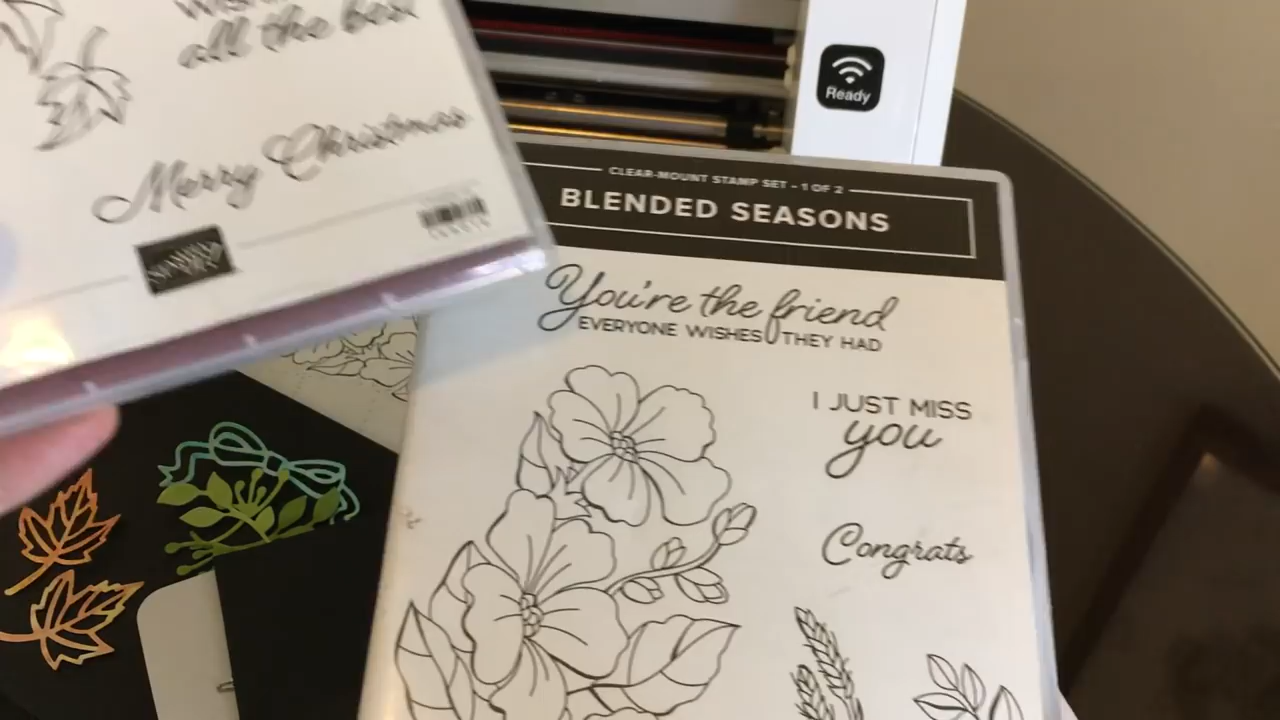 all the best
Merry Christmas
Ready
CLEAR-MOUNT STAMP SET - 1 OF 2
BLENDED SEASONS
You're the friend
EVERYONE WISHES THEY HAD
I JUST MISS
you
Congrats